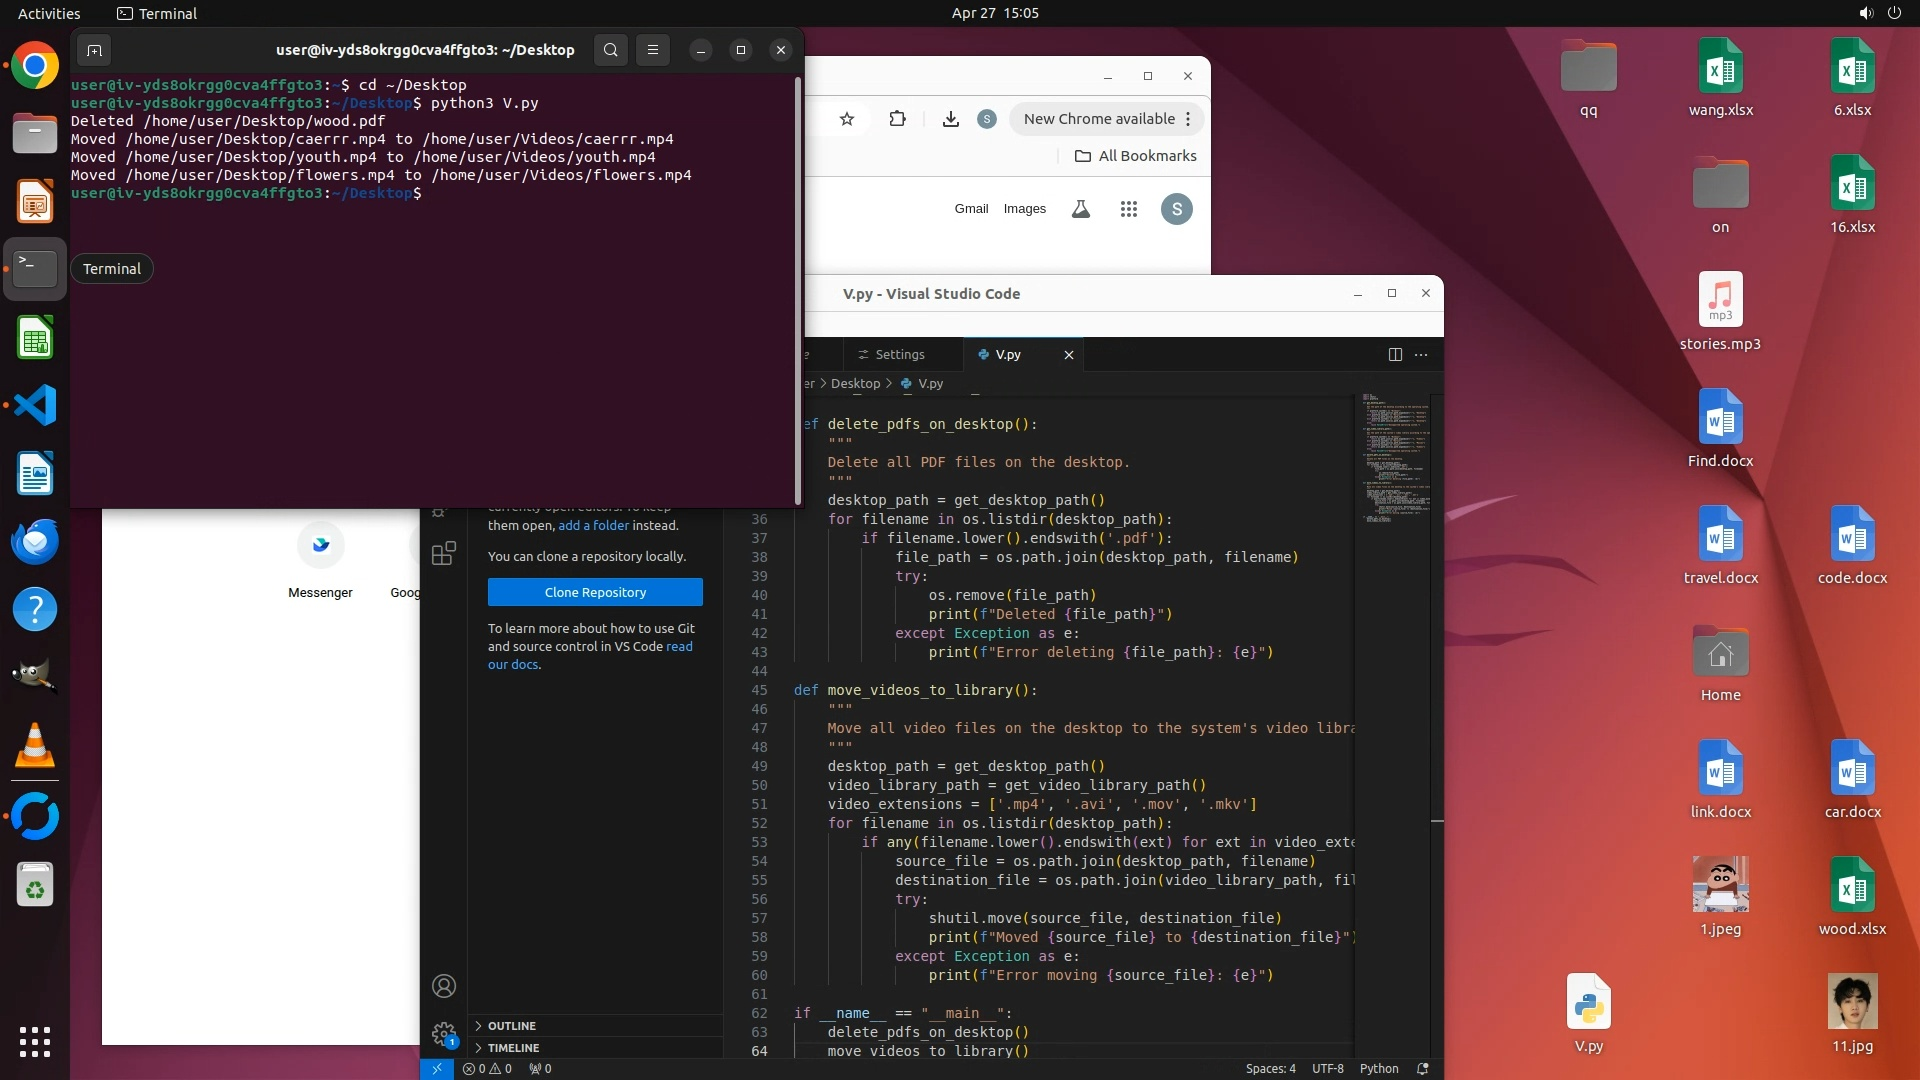 Activities
Terminal
Apr 27 15:05
user@iv-yds8okrgg0cva4ffgto3: ~/Desktop
user@iv-yds8okrgg0cva4ffgto3:~$ cd ~/Desktop
user@iv-yds8okrgg0cva4ffgto3:~/Desktop$ python3 V.py
Deleted /home/user/Desktop/wood.pdf
Moved /home/user/Desktop/caerrr.mp4 to /home/user/Videos/caerrr.mp4
Moved /home/user/Desktop/youth.mp4 to /home/user/Videos/youth.mp4
Moved /home/user/Desktop/flowers.mp4 to /home/user/Videos/flowers.mp4
user@iv-yds8okrgg0cva4ffgto3:~/Desktop$
Terminal
S
New Chrome available
All Bookmarks
Gmail
Images
S
Messenger
Goog
V.py - Visual Studio Code
Settings
V.py
er > Desktop > V.py
them open, add a folder instead.
You can clone a repository locally.
Clone Repository
To learn more about how to use Git
and source control in VS Code read
our docs.
OUTLINE
TIMELINE
ef delete_pdfs_on_desktop():
"""
Delete all PDF files on the desktop.
"""
desktop_path = get_desktop_path()
36 for filename in os.listdir(desktop_path):
37 if filename.lower().endswith('.pdf'):
38 file_path = os.path.join(desktop_path, filename)
39 try:
40 os.remove(file_path)
41 print(f"Deleted {file_path}")
42 except Exception as e:
43 print(f"Error deleting {file_path}: {e}")
44
45 def move_videos_to_library():
46 """
47 Move all video files on the desktop to the system's video libra
48 """
49 desktop_path = get_desktop_path()
50 video_library_path = get_video_library_path()
51 video_extensions = ['.mp4', '.avi', '.mov', '.mkv']
52 for filename in os.listdir(desktop_path):
53 if any(filename.lower().endswith(ext) for ext in video_exte
54 source_file = os.path.join(desktop_path, filename)
55 destination_file = os.path.join(video_library_path, fil
56 try:
57 shutil.move(source_file, destination_file)
58 print(f"Moved {source_file} to {destination_file}")
59 except Exception as e:
60 print(f"Error moving {source_file}: {e}")
61
62 if __name__ == "__main__":
63 delete_pdfs_on_desktop()
64 move_videos_to_library()
1
0 0 0
Spaces: 4
UTF-8
Python
qq
wang.xlsx
6.xlsx
on
16.xlsx
mp3
stories.mp3
Find.docx
travel.docx
code.docx
Home
link.docx
car.docx
1.jpeg
wood.xlsx
V.py
11.jpg